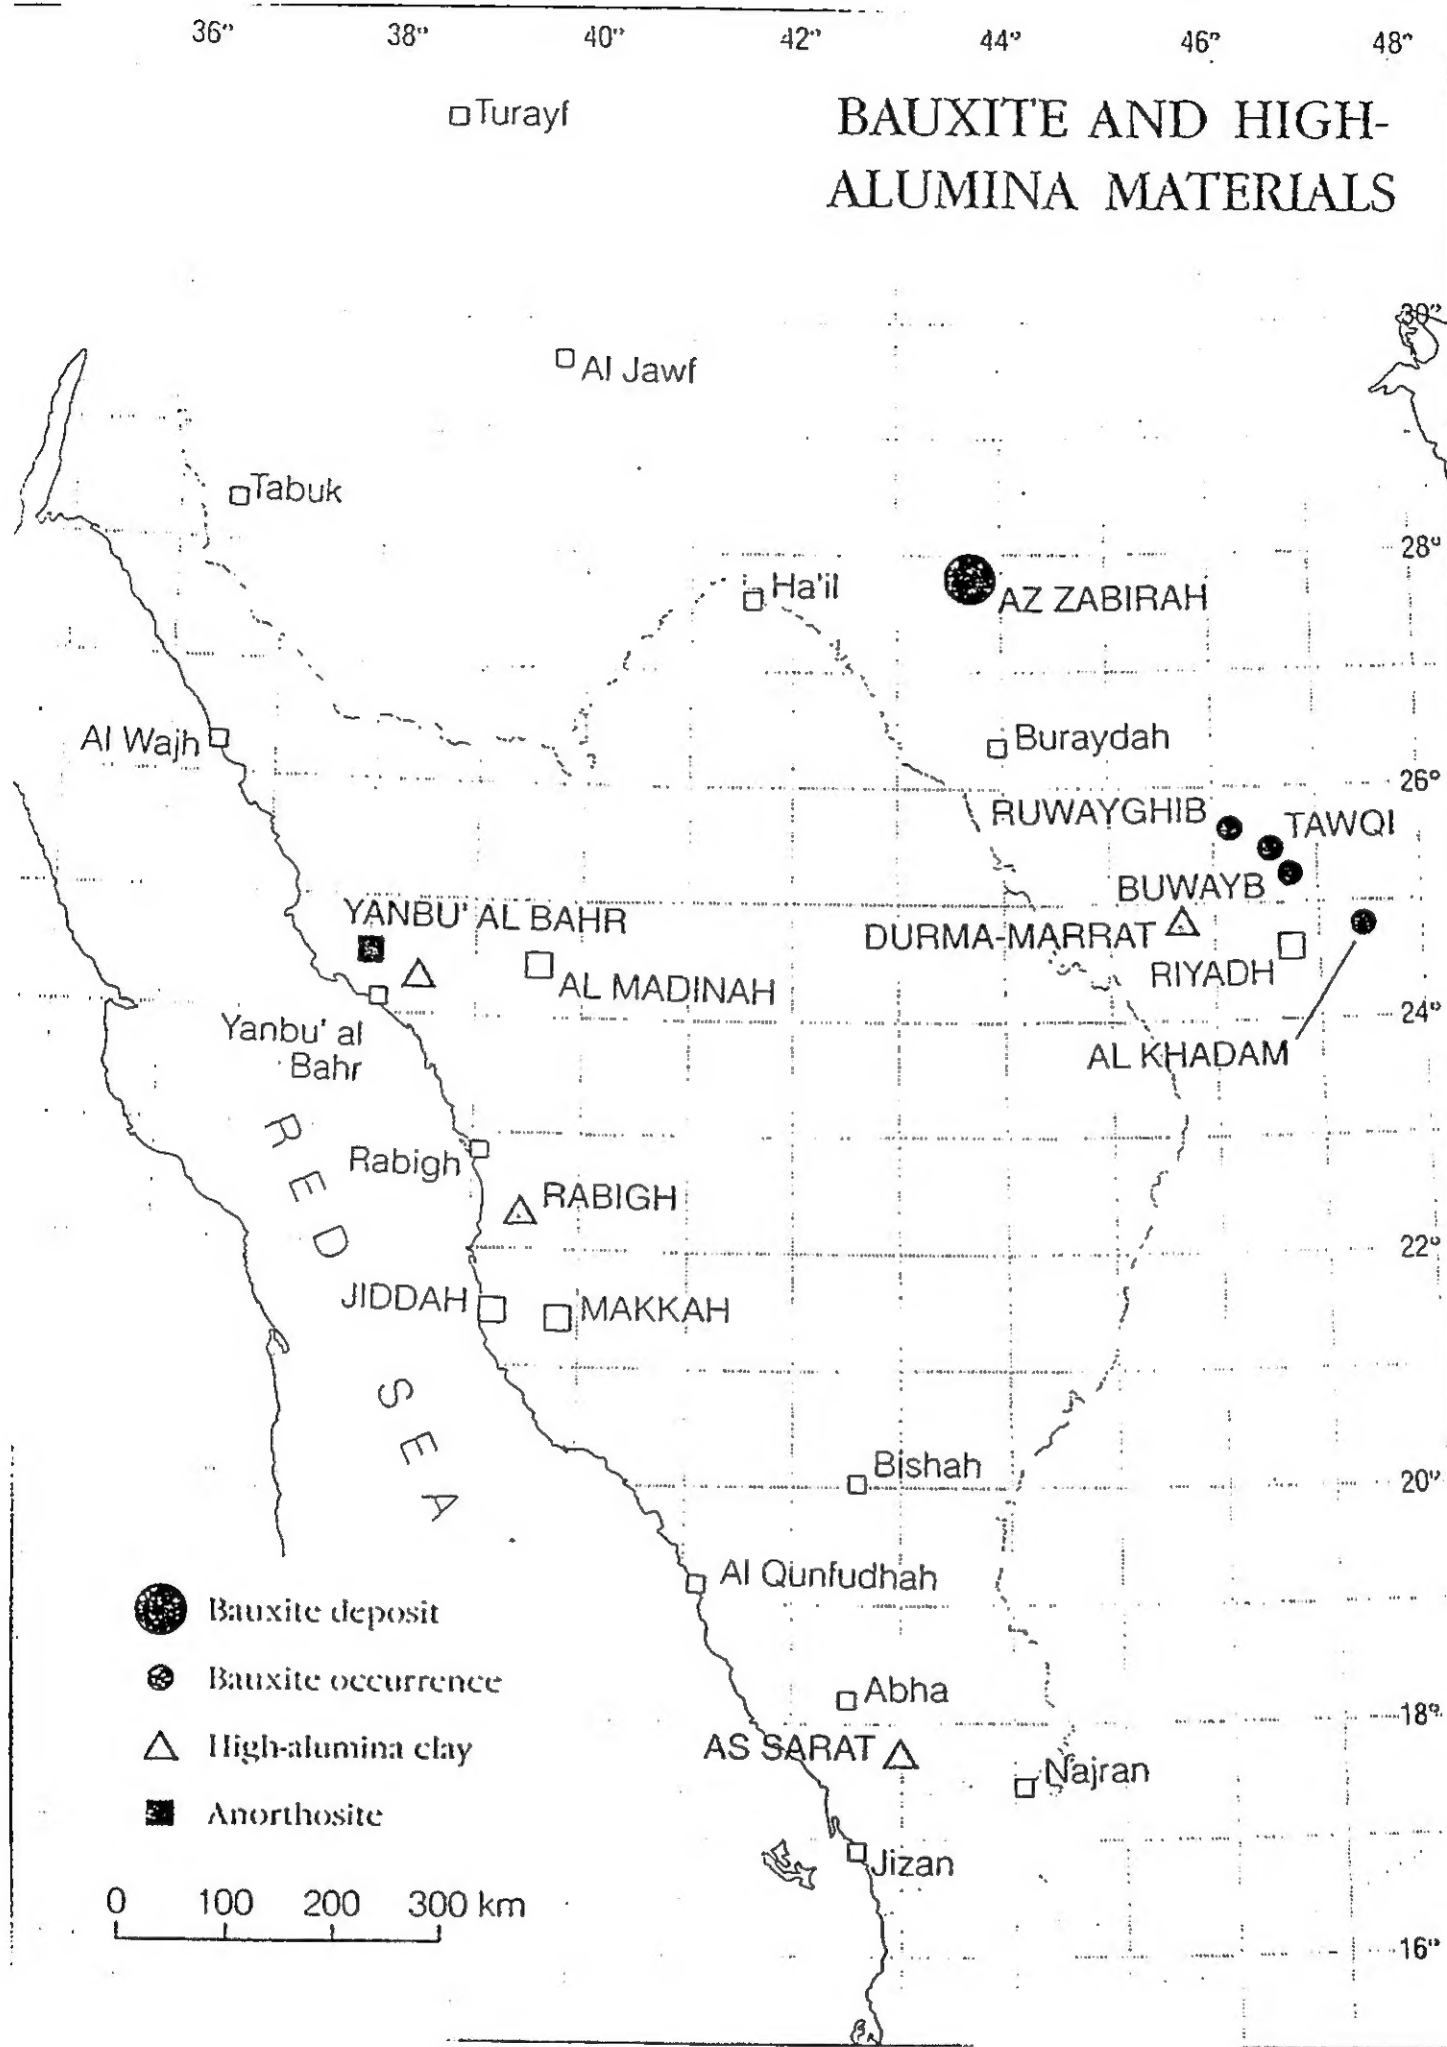 36° 38° 40° 42° 44° 46° 48°
Turayf
BAUXITE AND HIGH-
ALUMINA MATERIALS
30°
Al Jawf
Tabuk
28°
Ha'il
AZ ZABIRAH
Al Wajh
Buraydah
26°
RUWAYGHIB
TAWQI
BUWAYB
YANBU' AL BAHR
DURMA-MARRAT
RIYADH
AL MADINAH
24°
Yanbu' al
Bahr
AL KHADAM
RED SEA
Rabigh
RABIGH
22°
JIDDAH
MAKKAH
Bishah
20°
Al Qunfudhah
Bauxite deposit
Bauxite occurrence
Abha
18°
High-alumina clay
AS SARAT
Najran
Anorthosite
Jizan
0 100 200 300 km
16°